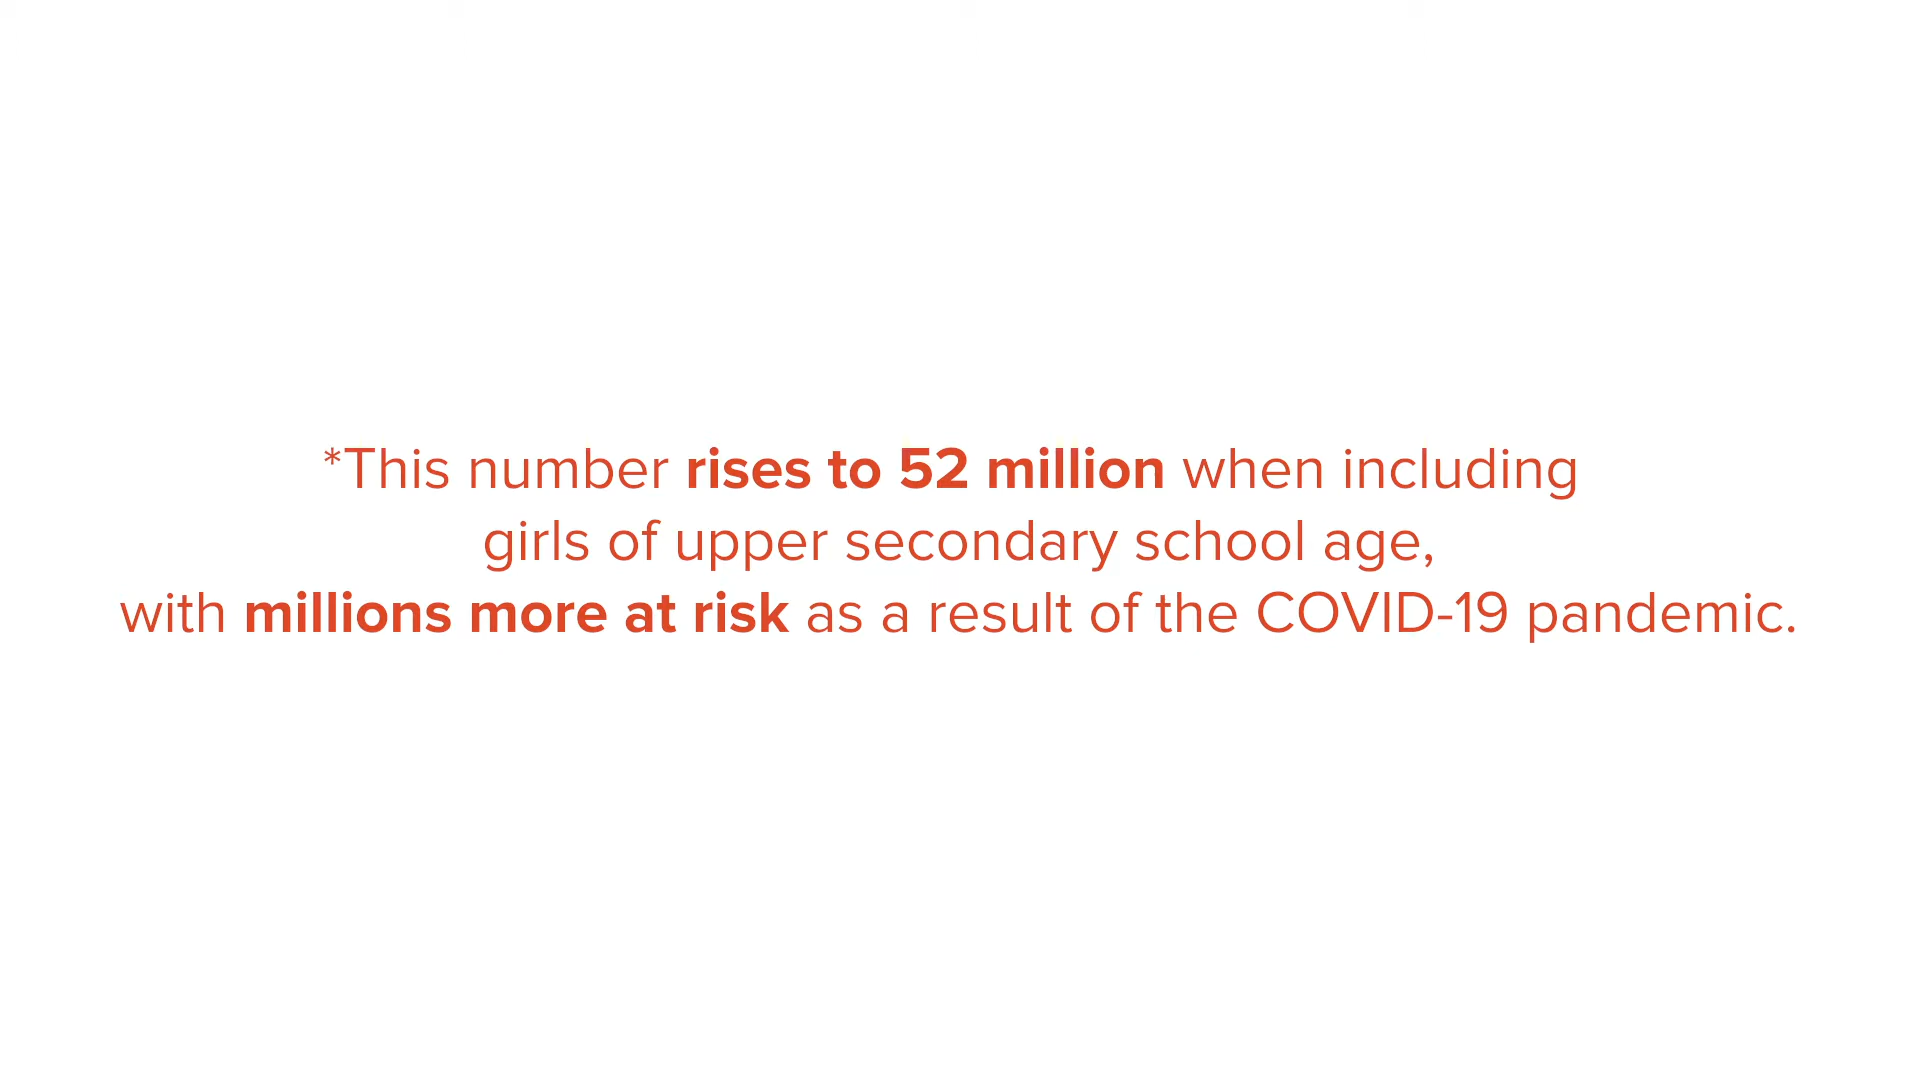 *This number rises to 52 million when including
girls of upper secondary school age,
with millions more at risk as a result of the COVID-19 pandemic.